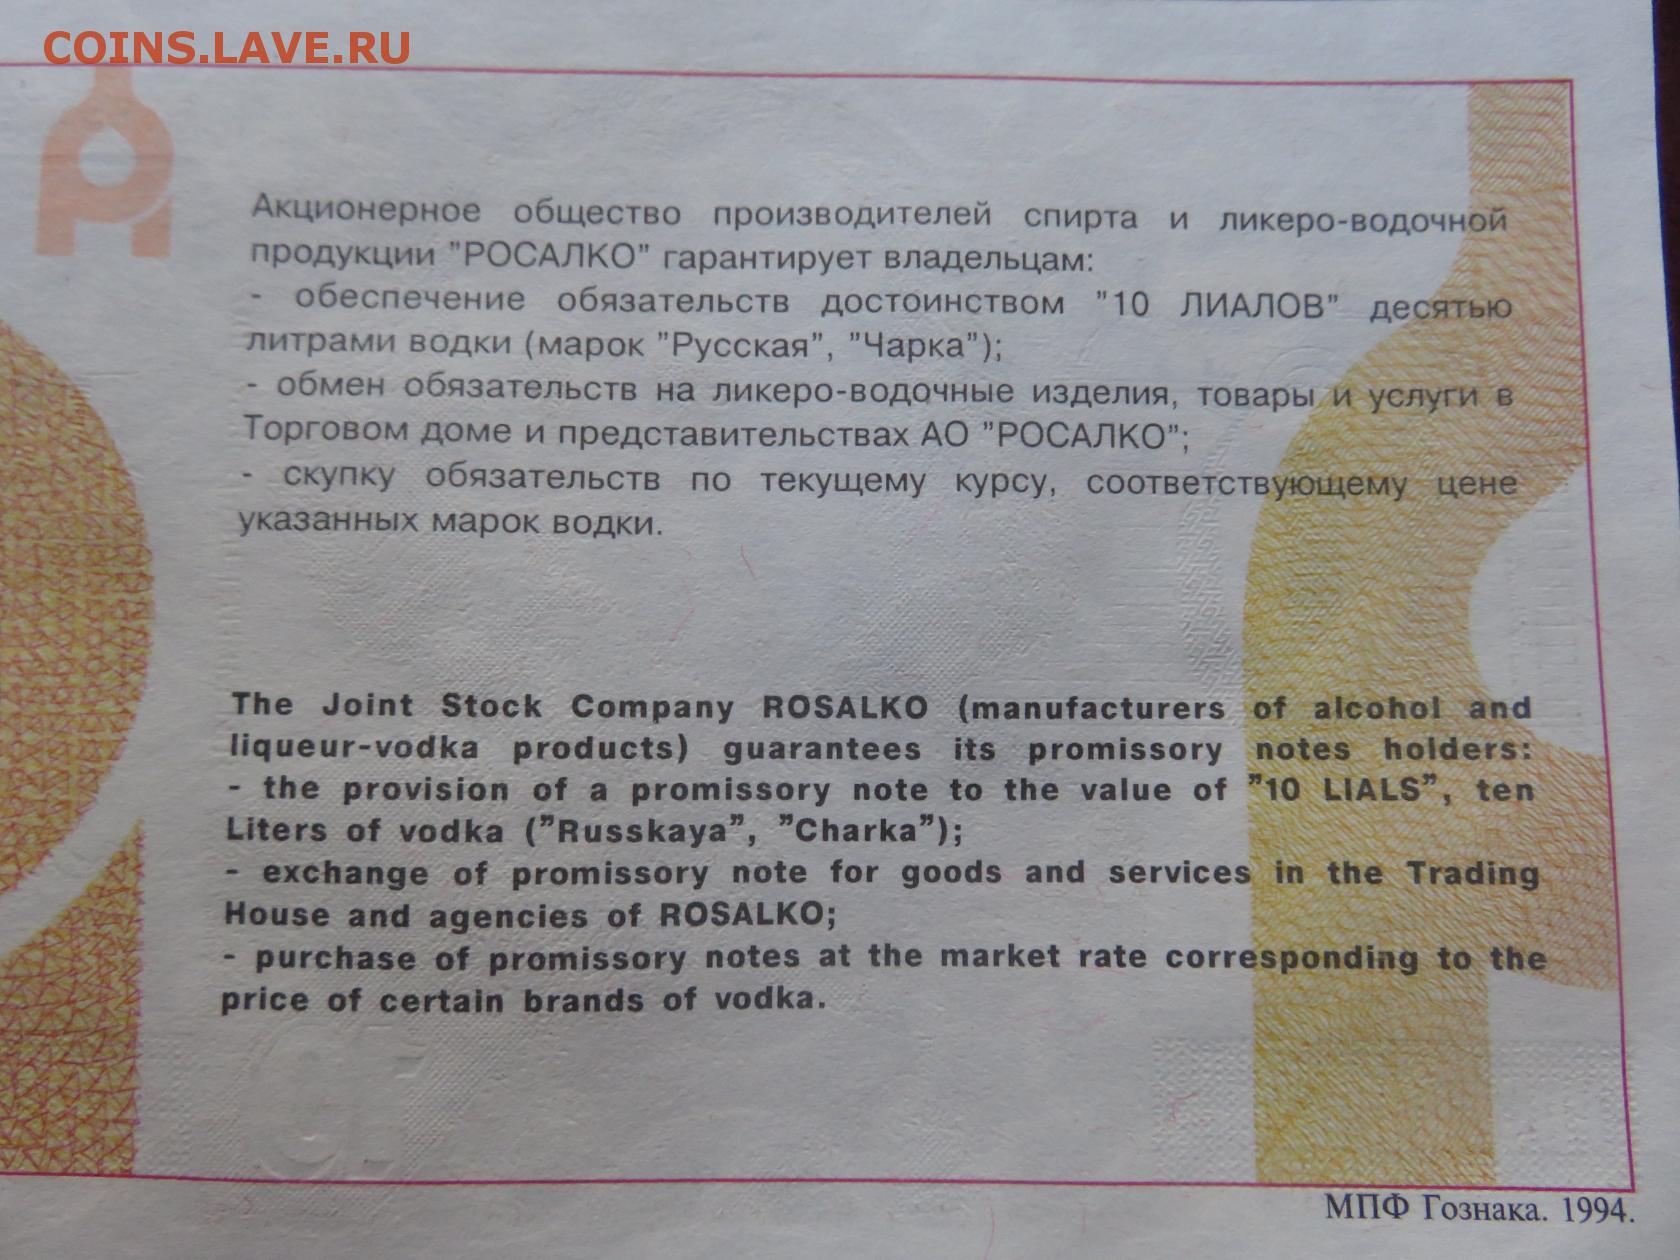 COINS.LAVE.RU
Акционерное общество производителей спирта и ликеро-водочной
продукции "РОСАЛКО" гарантирует владельцам:
- обеспечение обязательств достоинством "10 ЛИАЛОВ" десятью
литрами водки (марок "Русская", "Чарка");
- обмен обязательств на ликеро-водочные изделия, товары и услуги в
Торговом доме и представительствах АО "РОСАЛКО";
- скупку обязательств по текущему курсу, соответствующему цене
указанных марок водки.
The Joint Stock Company ROSALKO (manufacturers of alcohol and
liqueur-vodka products) guarantees its promissory notes holders:
- the provision of a promissory note to the value of "10 LIALS", ten
Liters of vodka ("Russkaya", "Charka");
- exchange of promissory note for goods and services in the Trading
House and agencies of ROSALKO;
- purchase of promissory notes at the market rate corresponding to the
price of certain brands of vodka.
МПФ Гознака. 1994.